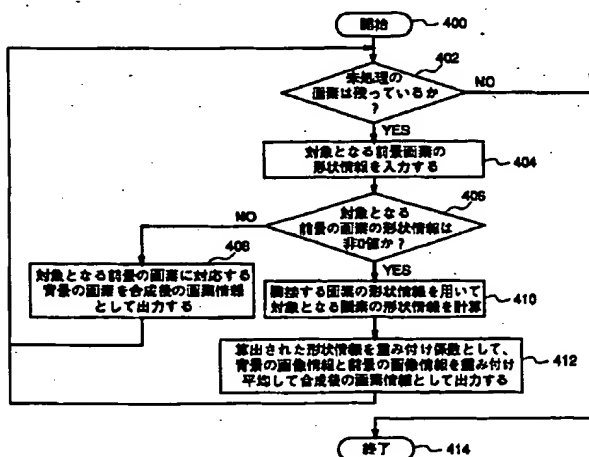 開始
400
402
未処理の
画素は残っているか
?
NO
YES
対象となる前景画素の
形状情報を入力する
404
406
対象となる
前景の画素の形状情報は
非0値か?
NO
YES
408
対象となる前景の画素に対応する
背景の画素を合成後の画素情報
として出力する
隣接する画素の形状情報を用いて
対象となる画素の形状情報を計算
410
算出された形状情報を重み付け係数として、
背景の画像情報と前景の画像情報を重み付け
平均して合成後の画素情報として出力する
412
終了
414